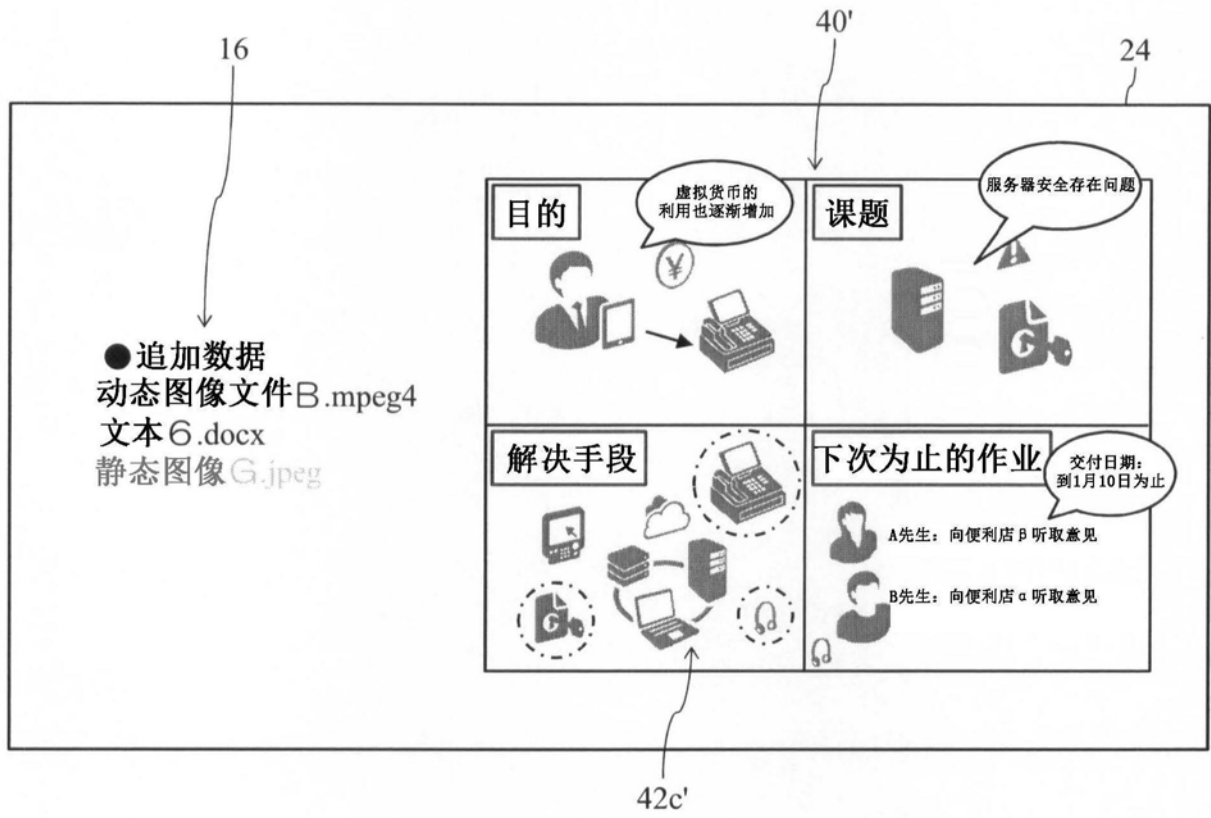 16
40'
24
目的
虚拟货币的
利用也逐渐增加
¥
课题
服务器安全存在问题
●追加数据
动态图像文件B.mpeg4
文本6.docx
静态图像G.jpeg
解决手段
下次为止的作业
交付日期:
到1月10日为止
A先生: 向便利店β听取意见
B先生: 向便利店α听取意见
42c'